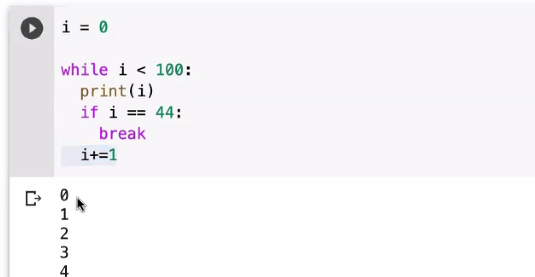 i = 0
while i < 100:
  print(i)
  if i == 44:
    break
  i+=1
0
1
2
3
4